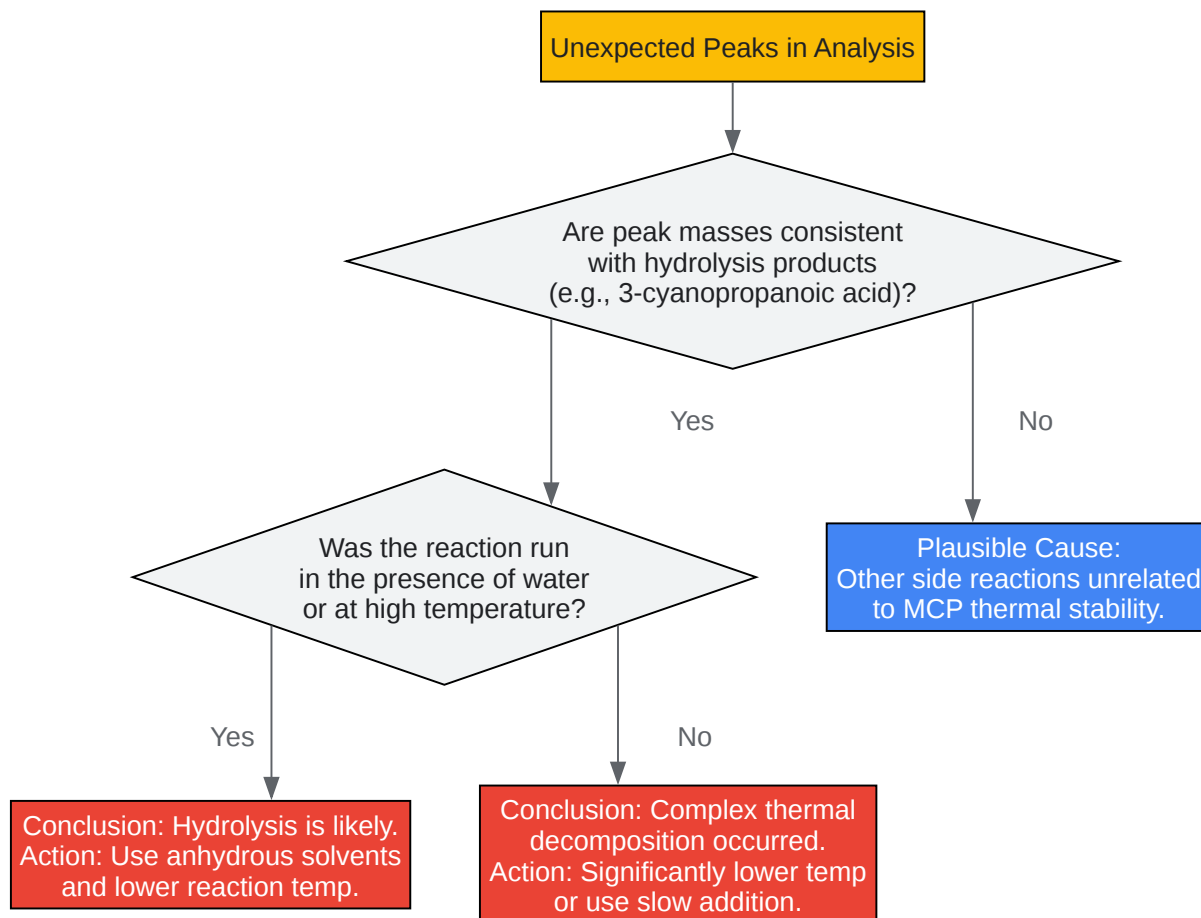 Unexpected Peaks in Analysis
Are peak masses consistent
with hydrolysis products
(e.g., 3-cyanopropanoic acid)?
Yes
No
Was the reaction run
in the presence of water
or at high temperature?
Plausible Cause:
Other side reactions unrelated
to MCP thermal stability.
Yes
No
Conclusion: Hydrolysis is likely.
Action: Use anhydrous solvents
and lower reaction temp.
Conclusion: Complex thermal
decomposition occurred.
Action: Significantly lower temp
or use slow addition.